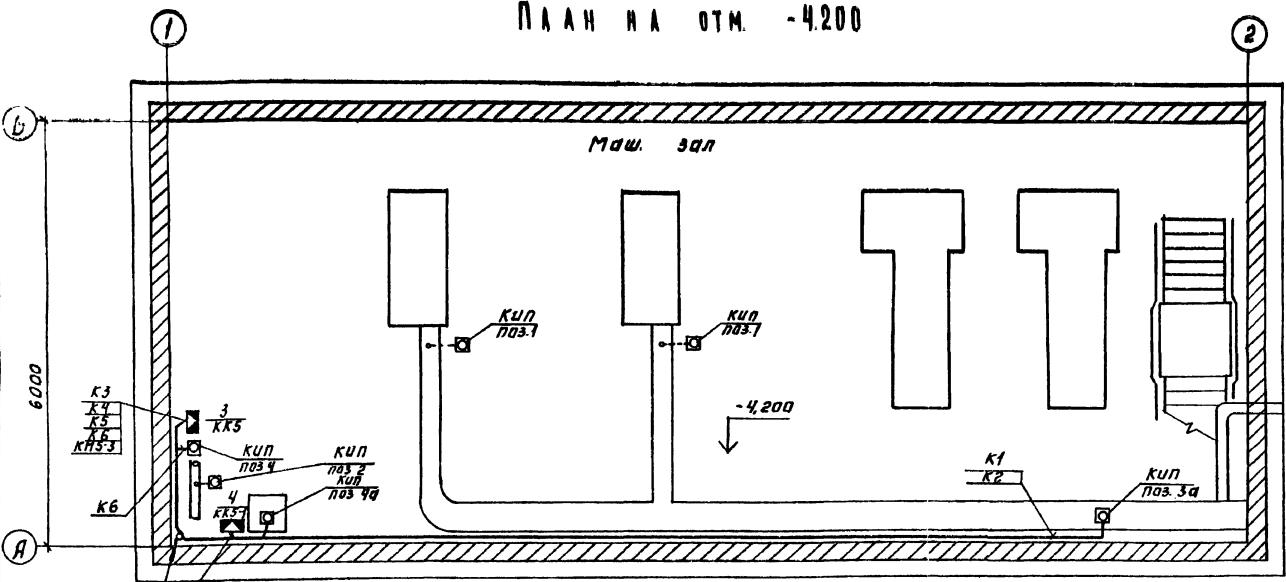 План на отм. -4.200
1
2
Б
Маш. зал
6000
КИП
поз.1
КИП
поз.1
-4,200
К3
К4
К5
К6
КН5-3
3
КК5
КИП
поз 4
КИП
поз 2
КИП
поз 4а
4
КК5-1
К6
К1
К2
КИП
поз. 3а
А